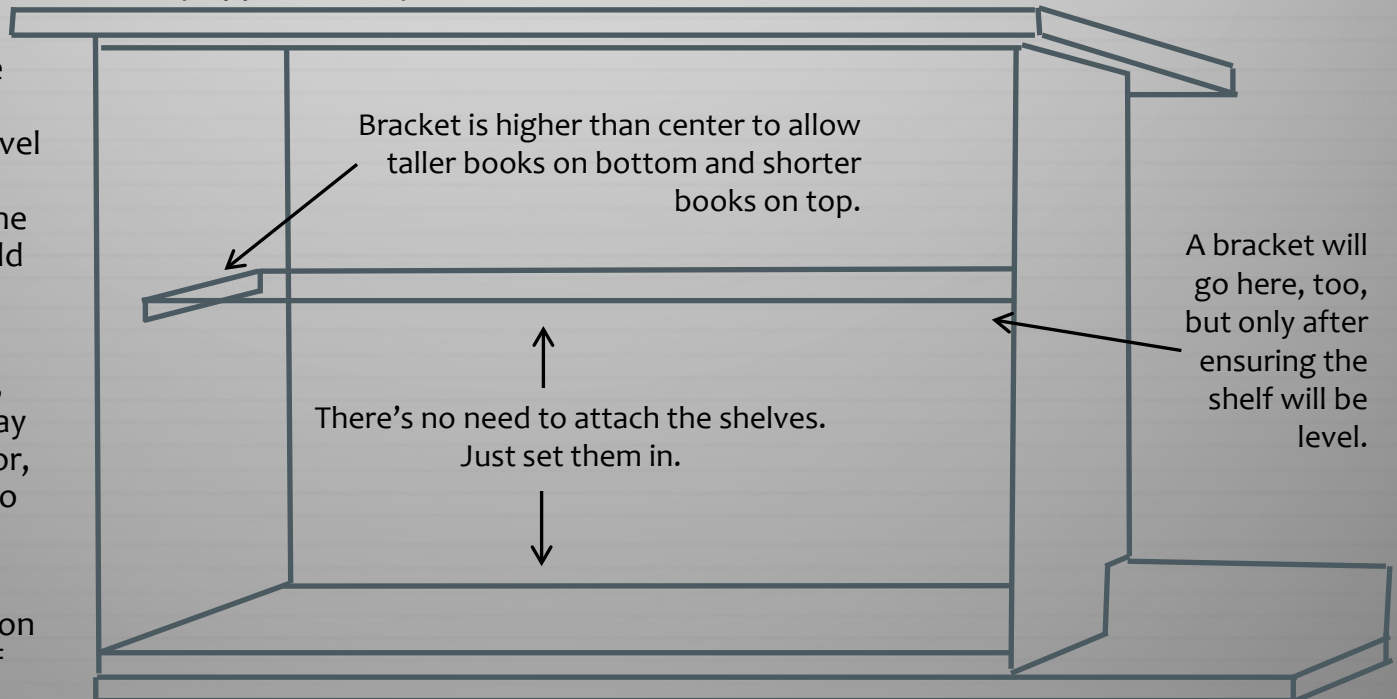 Bracket is higher than center to allow
taller books on bottom and shorter
books on top.
A bracket will
go here, too,
but only after
ensuring the
shelf will be
level.
There's no need to attach the shelves.
Just set them in.